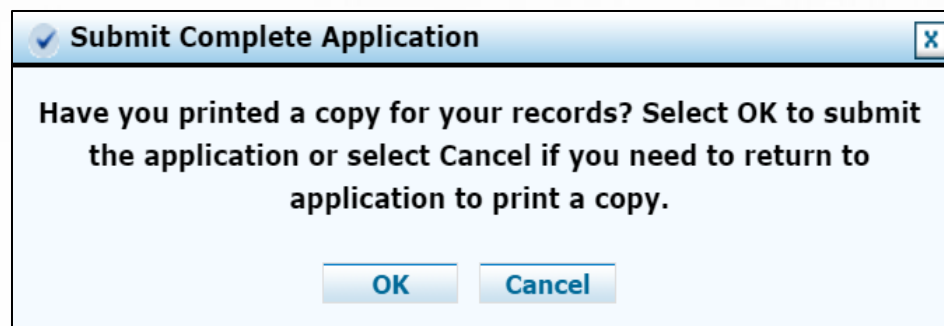 Submit Complete Application
X
Have you printed a copy for your records? Select OK to submit
the application or select Cancel if you need to return to
application to print a copy.
OK Cancel